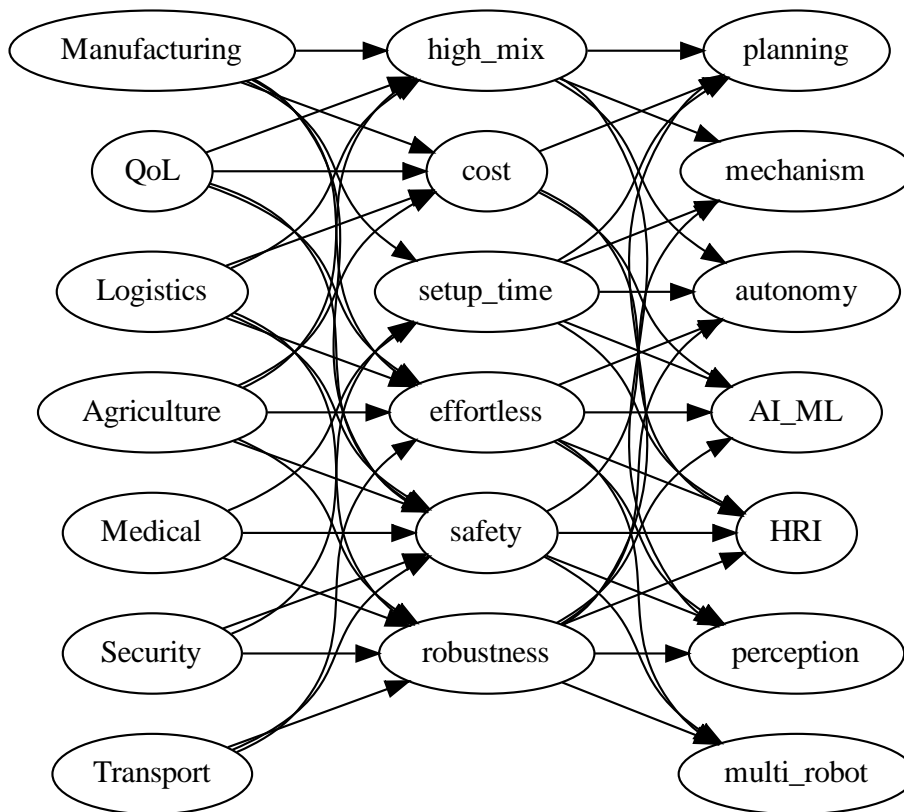 Manufacturing
high_mix
planning
QoL
cost
mechanism
Logistics
setup_time
autonomy
Agriculture
effortless
AI_ML
Medical
safety
HRI
Security
robustness
perception
Transport
multi_robot